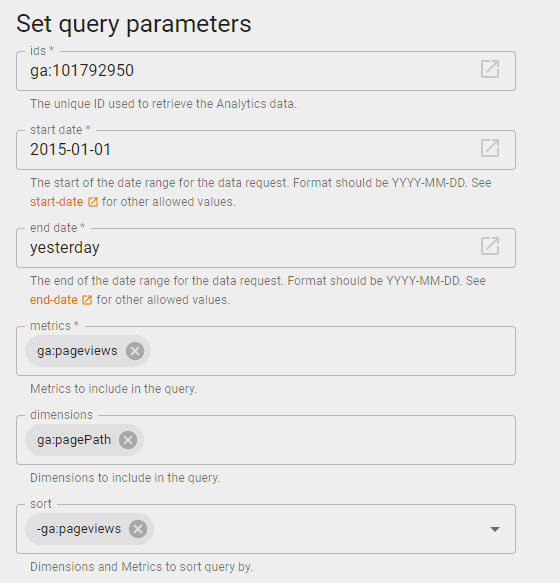 Set query parameters
ids *
ga:101792950
The unique ID used to retrieve the Analytics data.
start date *
2015-01-01
The start of the date range for the data request. Format should be YYYY-MM-DD. See
start-date for other allowed values.
end date *
yesterday
The end of the date range for the data request. Format should be YYYY-MM-DD. See
end-date for other allowed values.
metrics *
ga:pageviews
Metrics to include in the query.
dimensions
ga:pagePath
Dimensions to include in the query.
sort
-ga:pageviews
Dimensions and Metrics to sort query by.